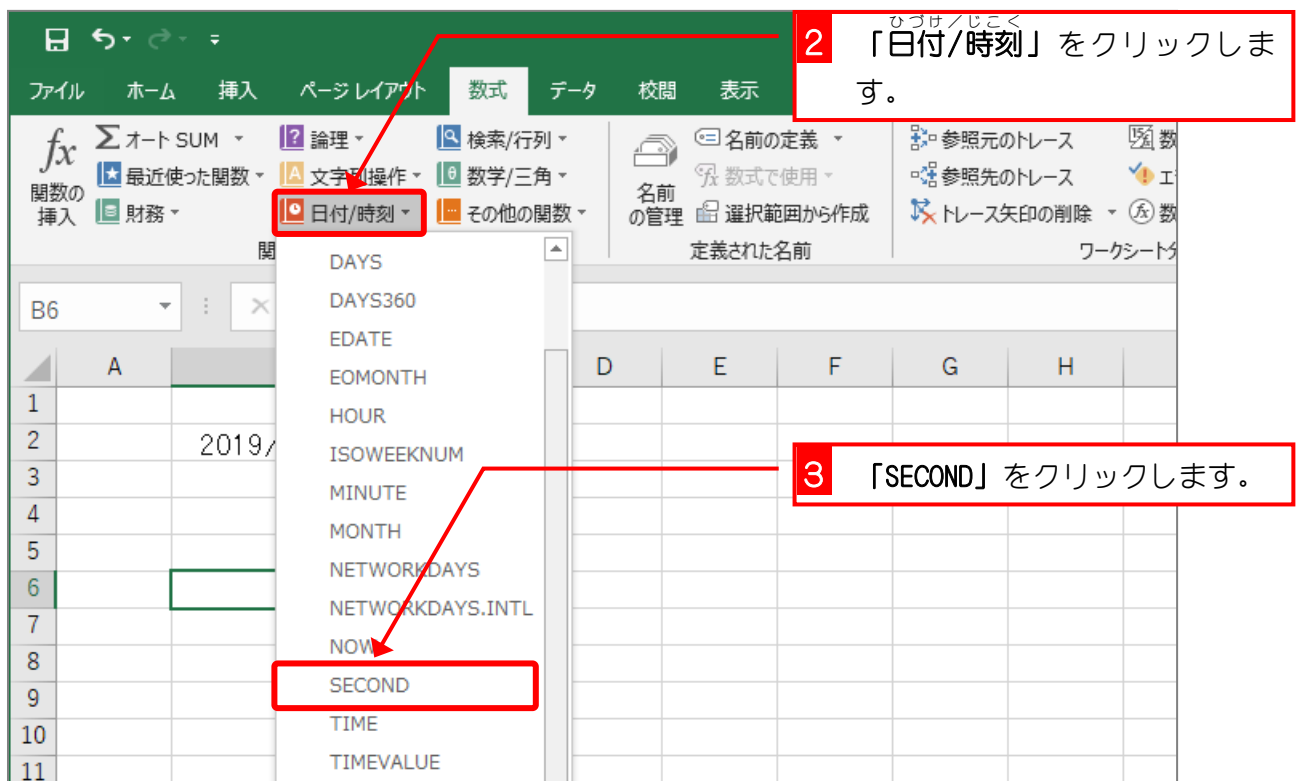 2
ひづけ/じこく
「日付/時刻」をクリックしま
す。
ファイル ホーム 挿入 ページ レイアウト 数式 データ 校閲 表示
fx
関数の
挿入
Σ オート SUM
最近使った関数
財務
論理
文字列操作
日付/時刻
検索/行列
数学/三角
その他の関数
名前
の管理
名前の定義
数式で使用
選択範囲から作成
定義された名前
参照元のトレース
参照先のトレース
トレース矢印の削除
数
エ
数
関
ワークシート分
B6
DAYS
DAYS360
EDATE
EOMONTH
HOUR
ISOWEEKNUM
MINUTE
MONTH
NETWORKDAYS
NETWORKDAYS.INTL
NOW
SECOND
TIME
TIMEVALUE
A D E F G H
1
2 2019/
3
4
5
6
7
8
9
10
11
3 「SECOND」をクリックします。